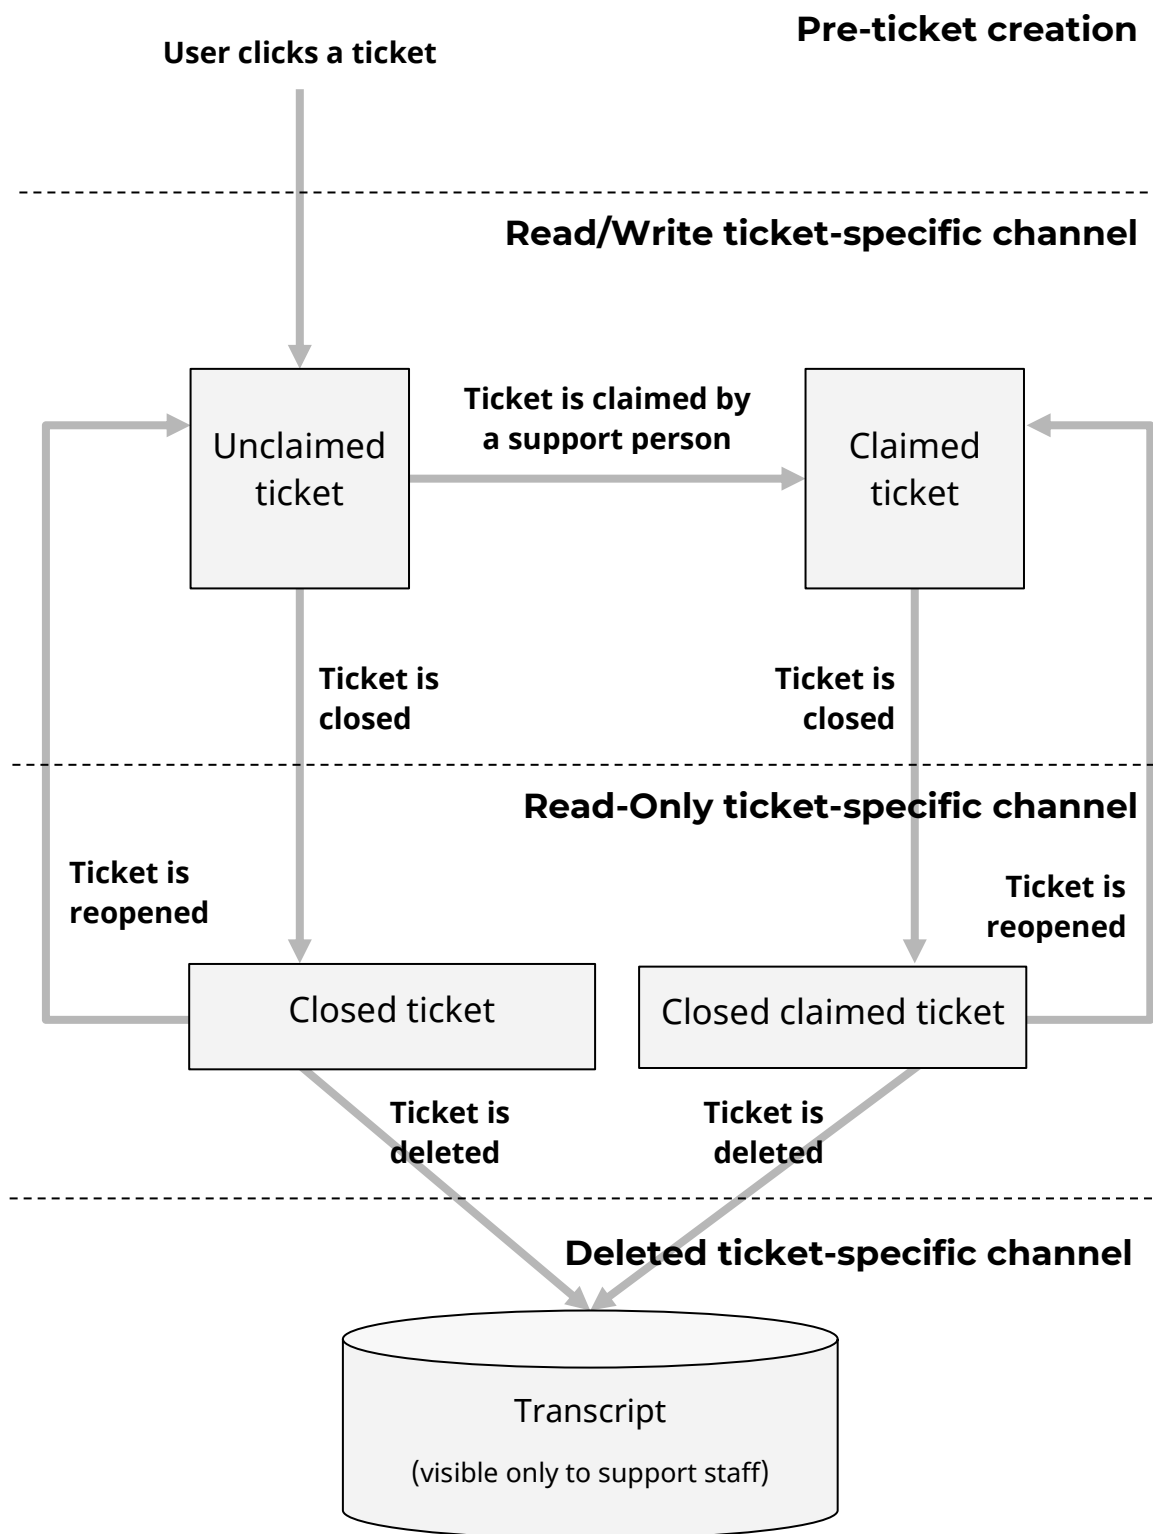 Pre-ticket creation
User clicks a ticket
Read/Write ticket-specific channel
Unclaimed
ticket
Ticket is claimed by
a support person
Claimed
ticket
Ticket is
closed
Ticket is
closed
Read-Only ticket-specific channel
Ticket is
reopened
Ticket is
reopened
Closed ticket
Closed claimed ticket
Ticket is
deleted
Ticket is
deleted
Deleted ticket-specific channel
Transcript
(visible only to support staff)